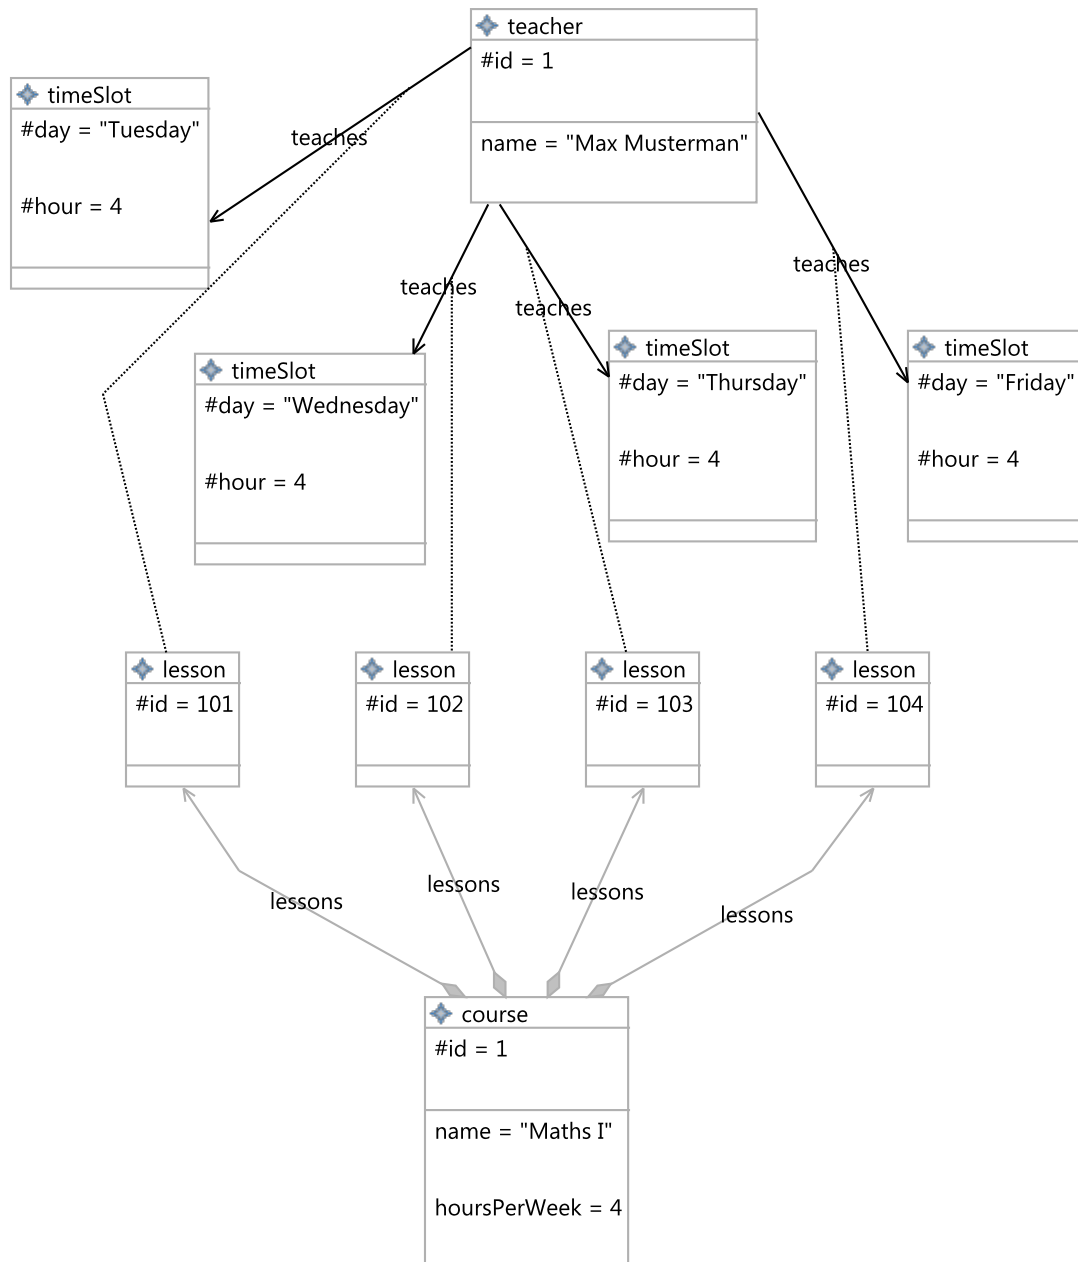 teacher
#id = 1
name = "Max Musterman"
timeSlot
#day = "Tuesday"
#hour = 4
teaches
teaches
teaches
teaches
timeSlot
#day = "Wednesday"
#hour = 4
timeSlot
#day = "Thursday"
#hour = 4
timeSlot
#day = "Friday"
#hour = 4
lesson
#id = 101
lesson
#id = 102
lesson
#id = 103
lesson
#id = 104
lessons
lessons
lessons
lessons
course
#id = 1
name = "Maths I"
hoursPerWeek = 4